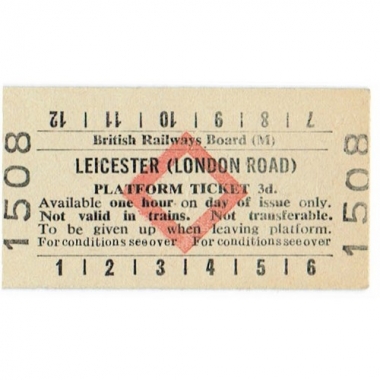 12 | 11 | 10 | 9 | 8 | 7
British Railways Board (M)
LEICESTER (LONDON ROAD)
PLATFORM TICKET 3d.
Available one hour on day of issue only.
Not valid in trains. Not transferable.
To be given up when leaving platform.
For conditions see over For conditions see over
1 | 2 | 3 | 4 | 5 | 6
1508
1508